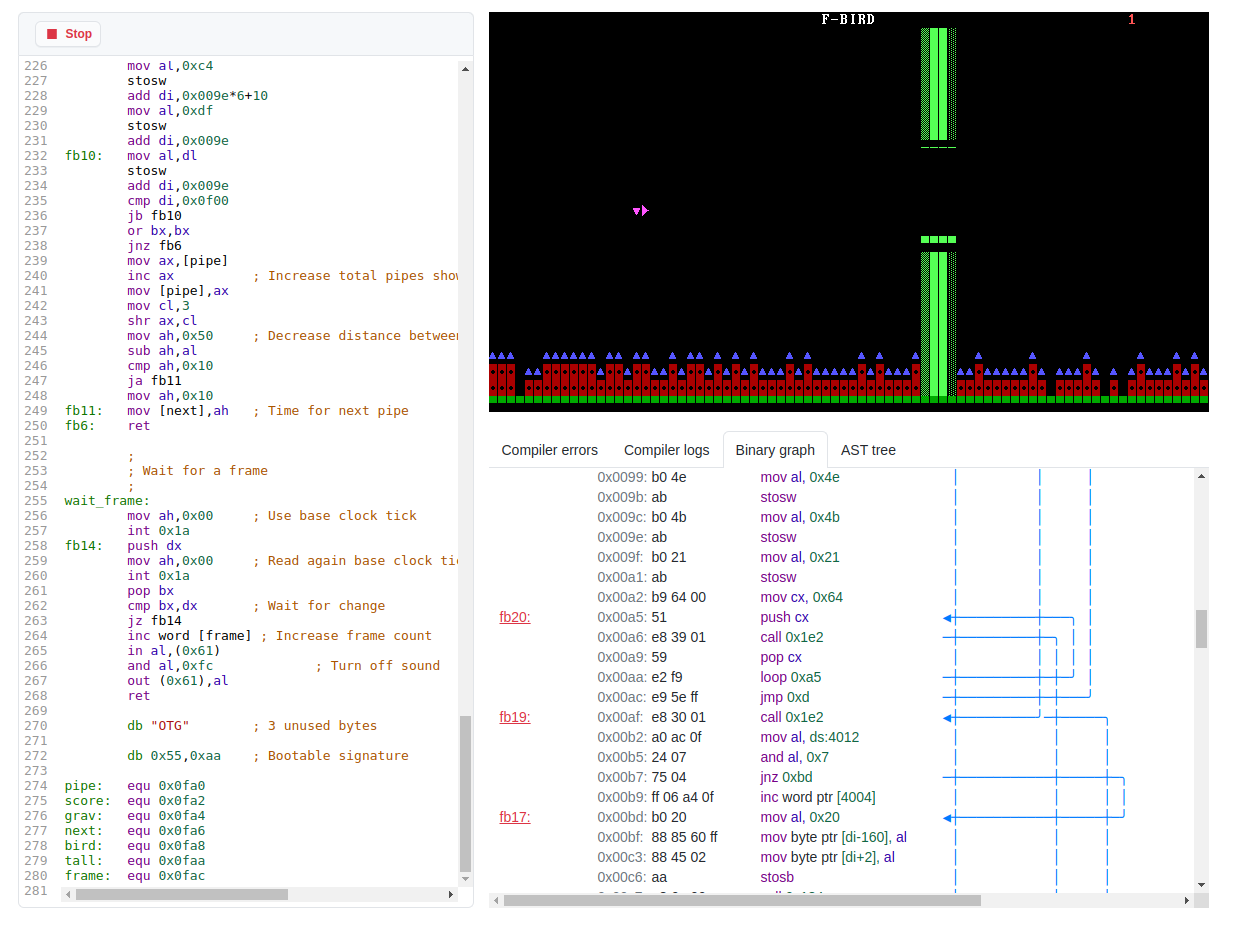 Stop
226 mov al,0xc4
227 stosw
228 add di,0x009e*6+10
229 mov al,0xdf
230 stosw
231 add di,0x009e
232 fb10: mov al,dl
233 stosw
234 add di,0x009e
235 cmp di,0x0f00
236 jb fb10
237 or bx,bx
238 jnz fb6
239 mov ax,[pipe]
240 inc ax ; Increase total pipes show
241 mov [pipe],ax
242 mov cl,3
243 shr ax,cl
244 mov ah,0x50 ; Decrease distance between
245 sub ah,al
246 cmp ah,0x10
247 ja fb11
248 mov ah,0x10
249 fb11: mov [next],ah ; Time for next pipe
250 fb6: ret
251
252 ;
253 ; Wait for a frame
254 ;
255 wait_frame:
256 mov ah,0x00 ; Use base clock tick
257 int 0x1a
258 fb14: push dx
259 mov ah,0x00 ; Read again base clock tic
260 int 0x1a
261 pop bx
262 cmp bx,dx ; Wait for change
263 jz fb14
264 inc word [frame] ; Increase frame count
265 in al,(0x61)
266 and al,0xfc ; Turn off sound
267 out (0x61),al
268 ret
269
270 db "OTG" ; 3 unused bytes
271
272 db 0x55,0xaa ; Bootable signature
273
274 pipe: equ 0x0fa0
275 score: equ 0x0fa2
276 grav: equ 0x0fa4
277 next: equ 0x0fa6
278 bird: equ 0x0fa8
279 tall: equ 0x0faa
280 frame: equ 0x0fac
281
F-BIRD 1
Compiler errors Compiler logs Binary graph AST tree
0x0099: b0 4e mov al, 0x4e
0x009b: ab stosw
0x009c: b0 4b mov al, 0x4b
0x009e: ab stosw
0x009f: b0 21 mov al, 0x21
0x00a1: ab stosw
0x00a2: b9 64 00 mov cx, 0x64
fb20: 0x00a5: 51 push cx
0x00a6: e8 39 01 call 0x1e2
0x00a9: 59 pop cx
0x00aa: e2 f9 loop 0xa5
0x00ac: e9 5e ff jmp 0xd
fb19: 0x00af: e8 30 01 call 0x1e2
0x00b2: a0 ac 0f mov al, ds:4012
0x00b5: 24 07 and al, 0x7
0x00b7: 75 04 jnz 0xbd
0x00b9: ff 06 a4 0f inc word ptr [4004]
fb17: 0x00bd: b0 20 mov al, 0x20
0x00bf: 88 85 60 ff mov byte ptr [di-160], al
0x00c3: 88 45 02 mov byte ptr [di+2], al
0x00c6: aa stosb